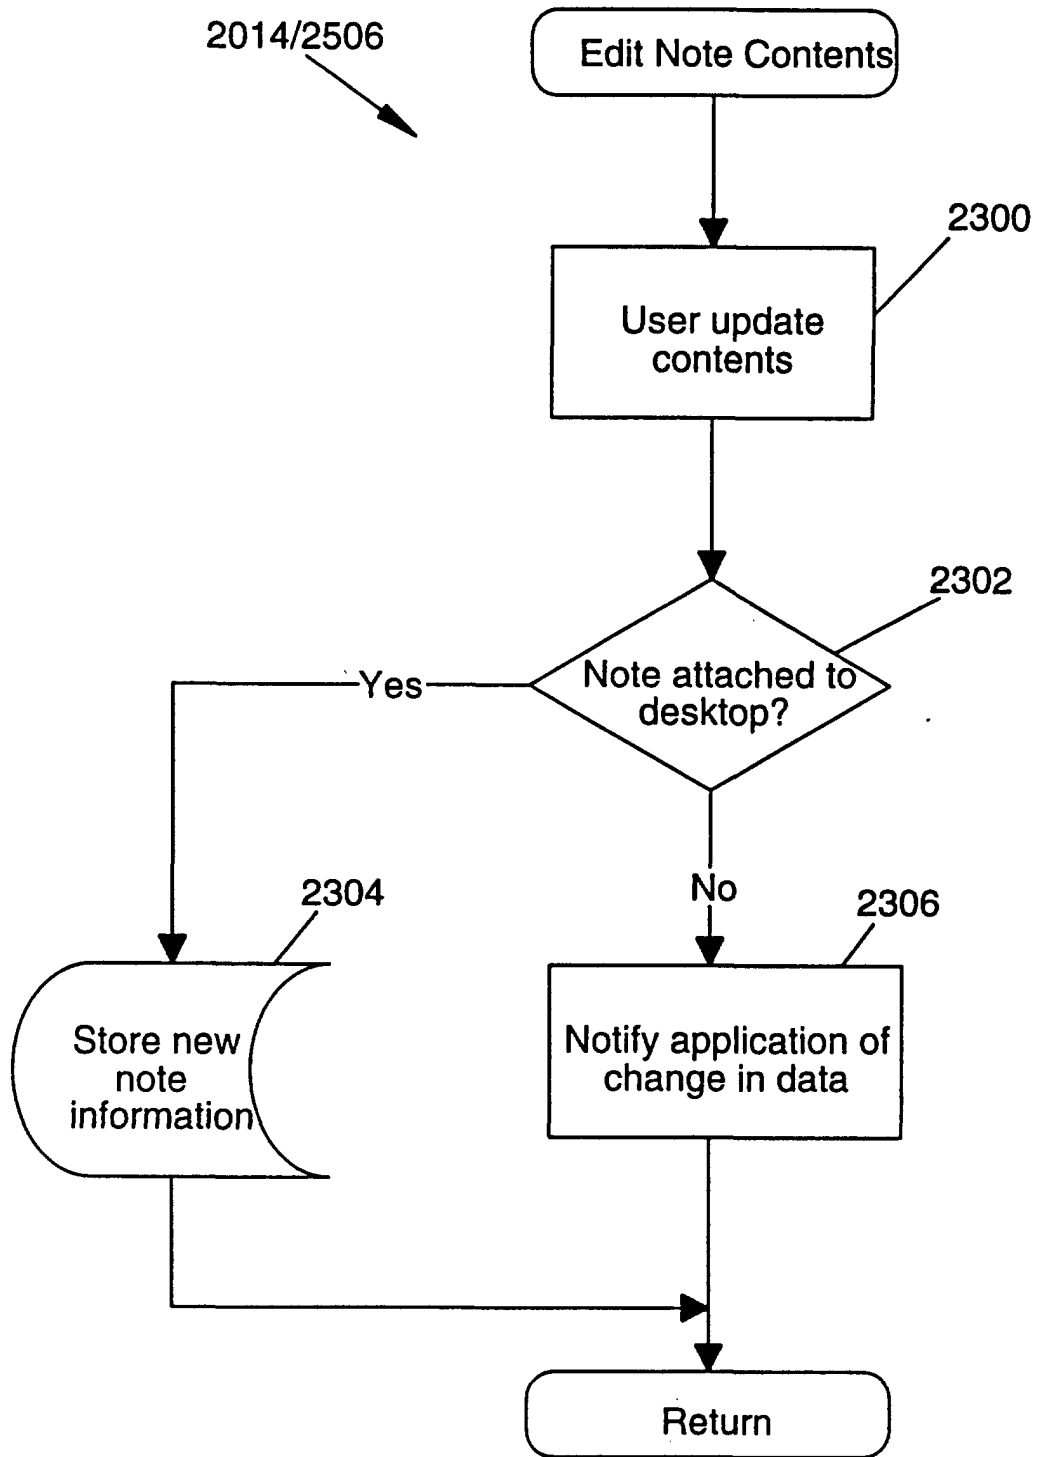 2014/2506
Edit Note Contents
2300
User update
contents
2302
Note attached to
desktop?
Yes
No
2304
2306
Store new
note
information
Notify application of
change in data
Return